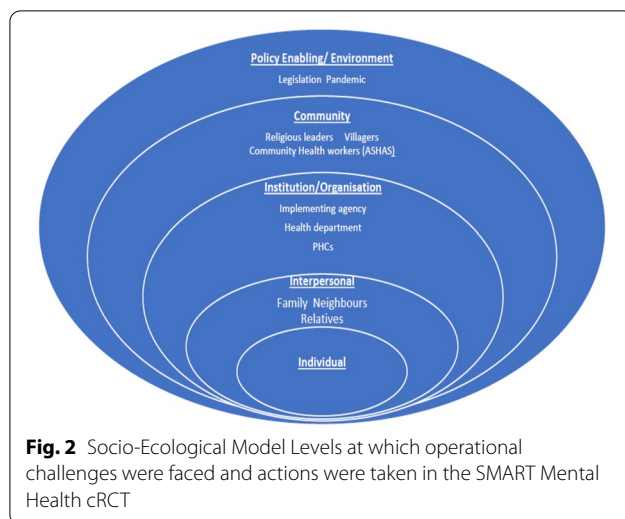 Policy Enabling/ Environment
Legislation Pandemic
Community
Religious leaders Villagers
Community Health workers (ASHAS)
Institution/Organisation
Implementing agency
Health department
PHCs
Interpersonal
Family Neighbours
Relatives
Individual
Fig. 2 Socio-Ecological Model Levels at which operational
challenges were faced and actions were taken in the SMART Mental
Health cRCT